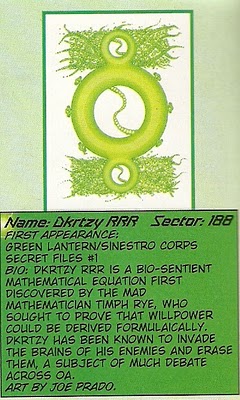 Name: Dkrtzy RRR Sector: 188
FIRST APPEARANCE:
GREEN LANTERN/SINESTRO CORPS
SECRET FILES #1
BIO: DKRTZY RRR IS A BIO-SENTIENT
MATHEMATICAL EQUATION FIRST
DISCOVERED BY THE MAD
MATHEMATICIAN TIMPH RYE, WHO
SOUGHT TO PROVE THAT WILLPOWER
COULD BE DERIVED FORMULAICALLY.
DKRTZY HAS BEEN KNOWN TO INVADE
THE BRAINS OF HIS ENEMIES AND ERASE
THEM, A SUBJECT OF MUCH DEBATE
ACROSS OA.
ART BY JOE PRADO.